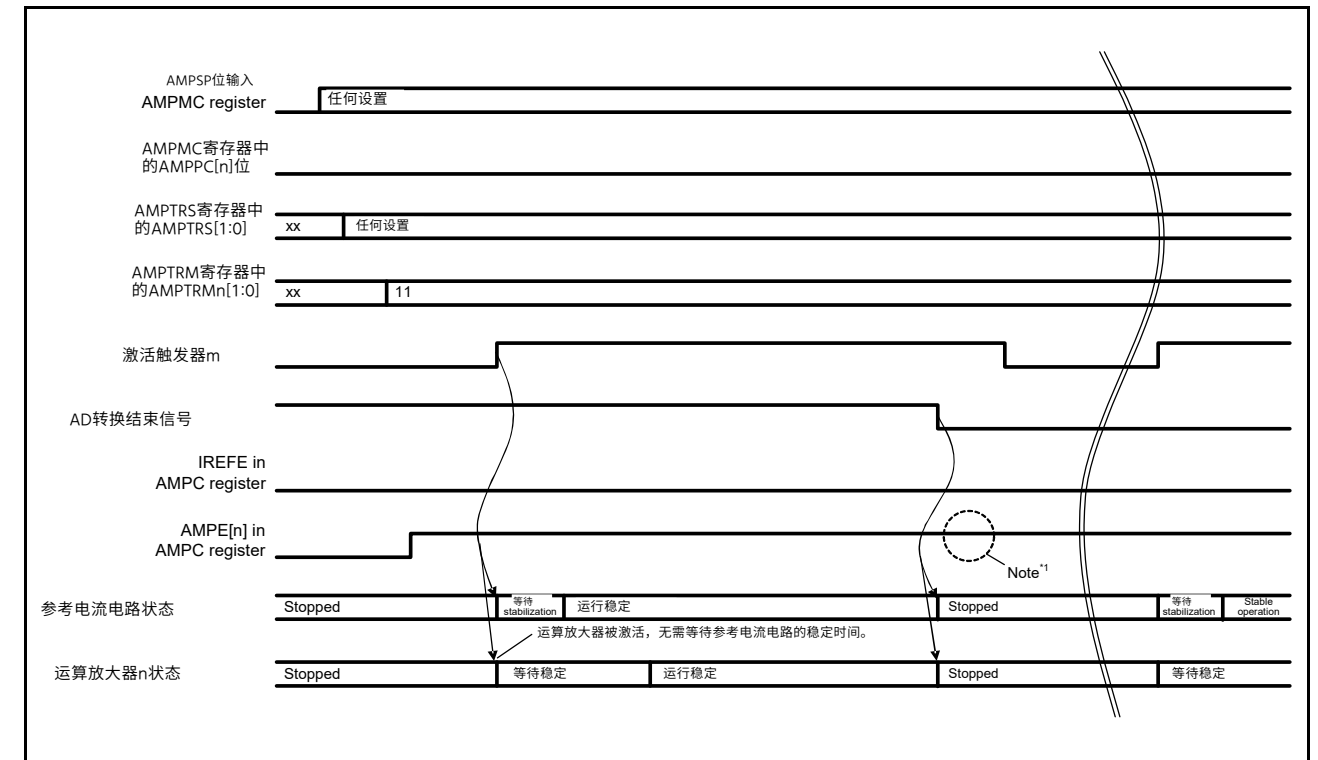 AMPSP位输入
AMPMC register
任何设置
AMPMC寄存器中
的AMPPC[n]位
AMPTRS寄存器中
的AMPTRS[1:0]
xx
任何设置
AMPTRM寄存器中
的AMPTRMn[1:0]
xx
11
激活触发器m
AD转换结束信号
IREFE in
AMPC register
AMPE[n] in
AMPC register
Note*1
参考电流电路状态
Stopped
等待
stabilization
运行稳定
Stopped
等待
stabilization
Stable
operation
运算放大器被激活，无需等待参考电流电路的稳定时间。
运算放大器n状态
Stopped
等待稳定
运行稳定
Stopped
等待稳定